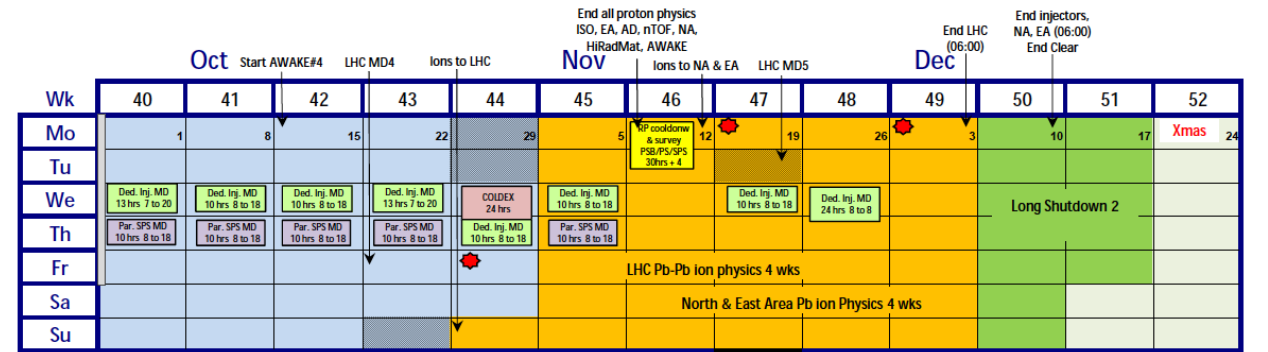 End all proton physics
ISO, EA, AD, nTOF, NA,
HiRadMat, AWAKE
End injectors,
NA, EA (06:00)
End Clear
End LHC
(06:00)
Oct
Start AWAKE#4
LHC MD4
Ions to LHC
Nov
Ions to NA & EA
LHC MD5
Dec
Wk 40 41 42 43 44 45 46 47 48 49 50 51 52
Mo 1 8 15 22 29 5 12 19 26 3 10 17 Xmas 24
RP cooldonw
& survey
PSB/PS/SPS
30hrs + 4
Tu
We
Ded. Inj. MD
13 hrs 7 to 20
Ded. Inj. MD
10 hrs 8 to 18
Ded. Inj. MD
10 hrs 8 to 18
Ded. Inj. MD
13 hrs 7 to 20
COLDEX
24 hrs
Ded. Inj. MD
10 hrs 8 to 18
Ded. Inj. MD
10 hrs 8 to 18
Ded. Inj. MD
24 hrs 8 to 8
Long Shutdown 2
Th
Par. SPS MD
10 hrs 8 to 18
Par. SPS MD
10 hrs 8 to 18
Par. SPS MD
10 hrs 8 to 18
Par. SPS MD
10 hrs 8 to 18
Ded. Inj. MD
10 hrs 8 to 18
Par. SPS MD
10 hrs 8 to 18
Fr
LHC Pb-Pb ion physics 4 wks
Sa
North & East Area Pb ion Physics 4 wks
Su